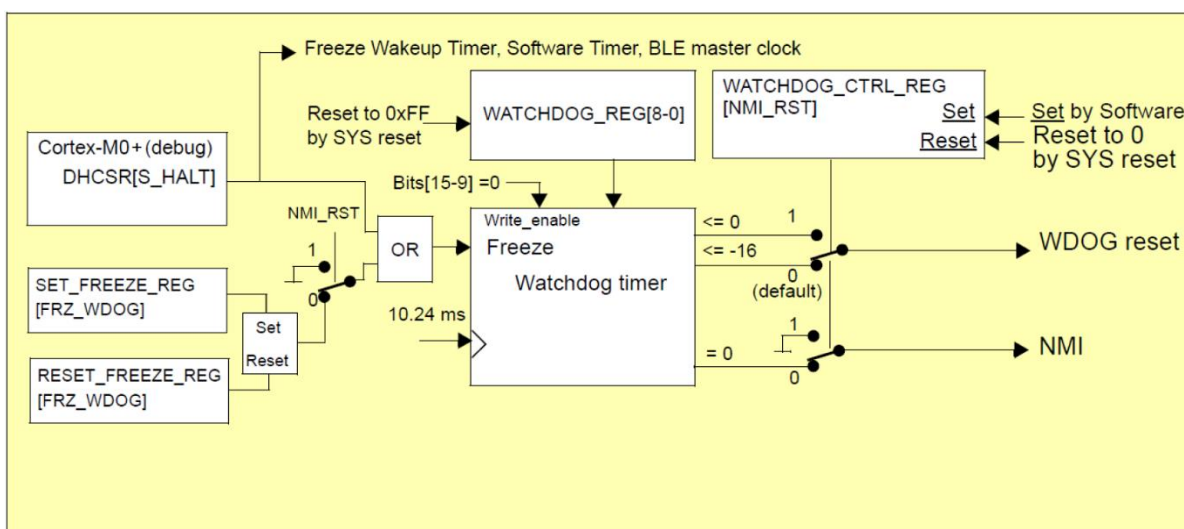 Freeze Wakeup Timer, Software Timer, BLE master clock
Reset to 0xFF
by SYS reset
WATCHDOG_REG[8-0]
WATCHDOG_CTRL_REG
[NMI_RST]
Set
Reset
Set by Software
Reset to 0
by SYS reset
Cortex-M0+(debug)
DHCSR[S_HALT]
Bits[15-9] =0
NMI_RST
1
0
OR
Write_enable
Freeze
Watchdog timer
10.24 ms
<= 0
<= -16
= 0
1
0
(default)
WDOG reset
1
0
NMI
SET_FREEZE_REG
[FRZ_WDOG]
Set
Reset
RESET_FREEZE_REG
[FRZ_WDOG]